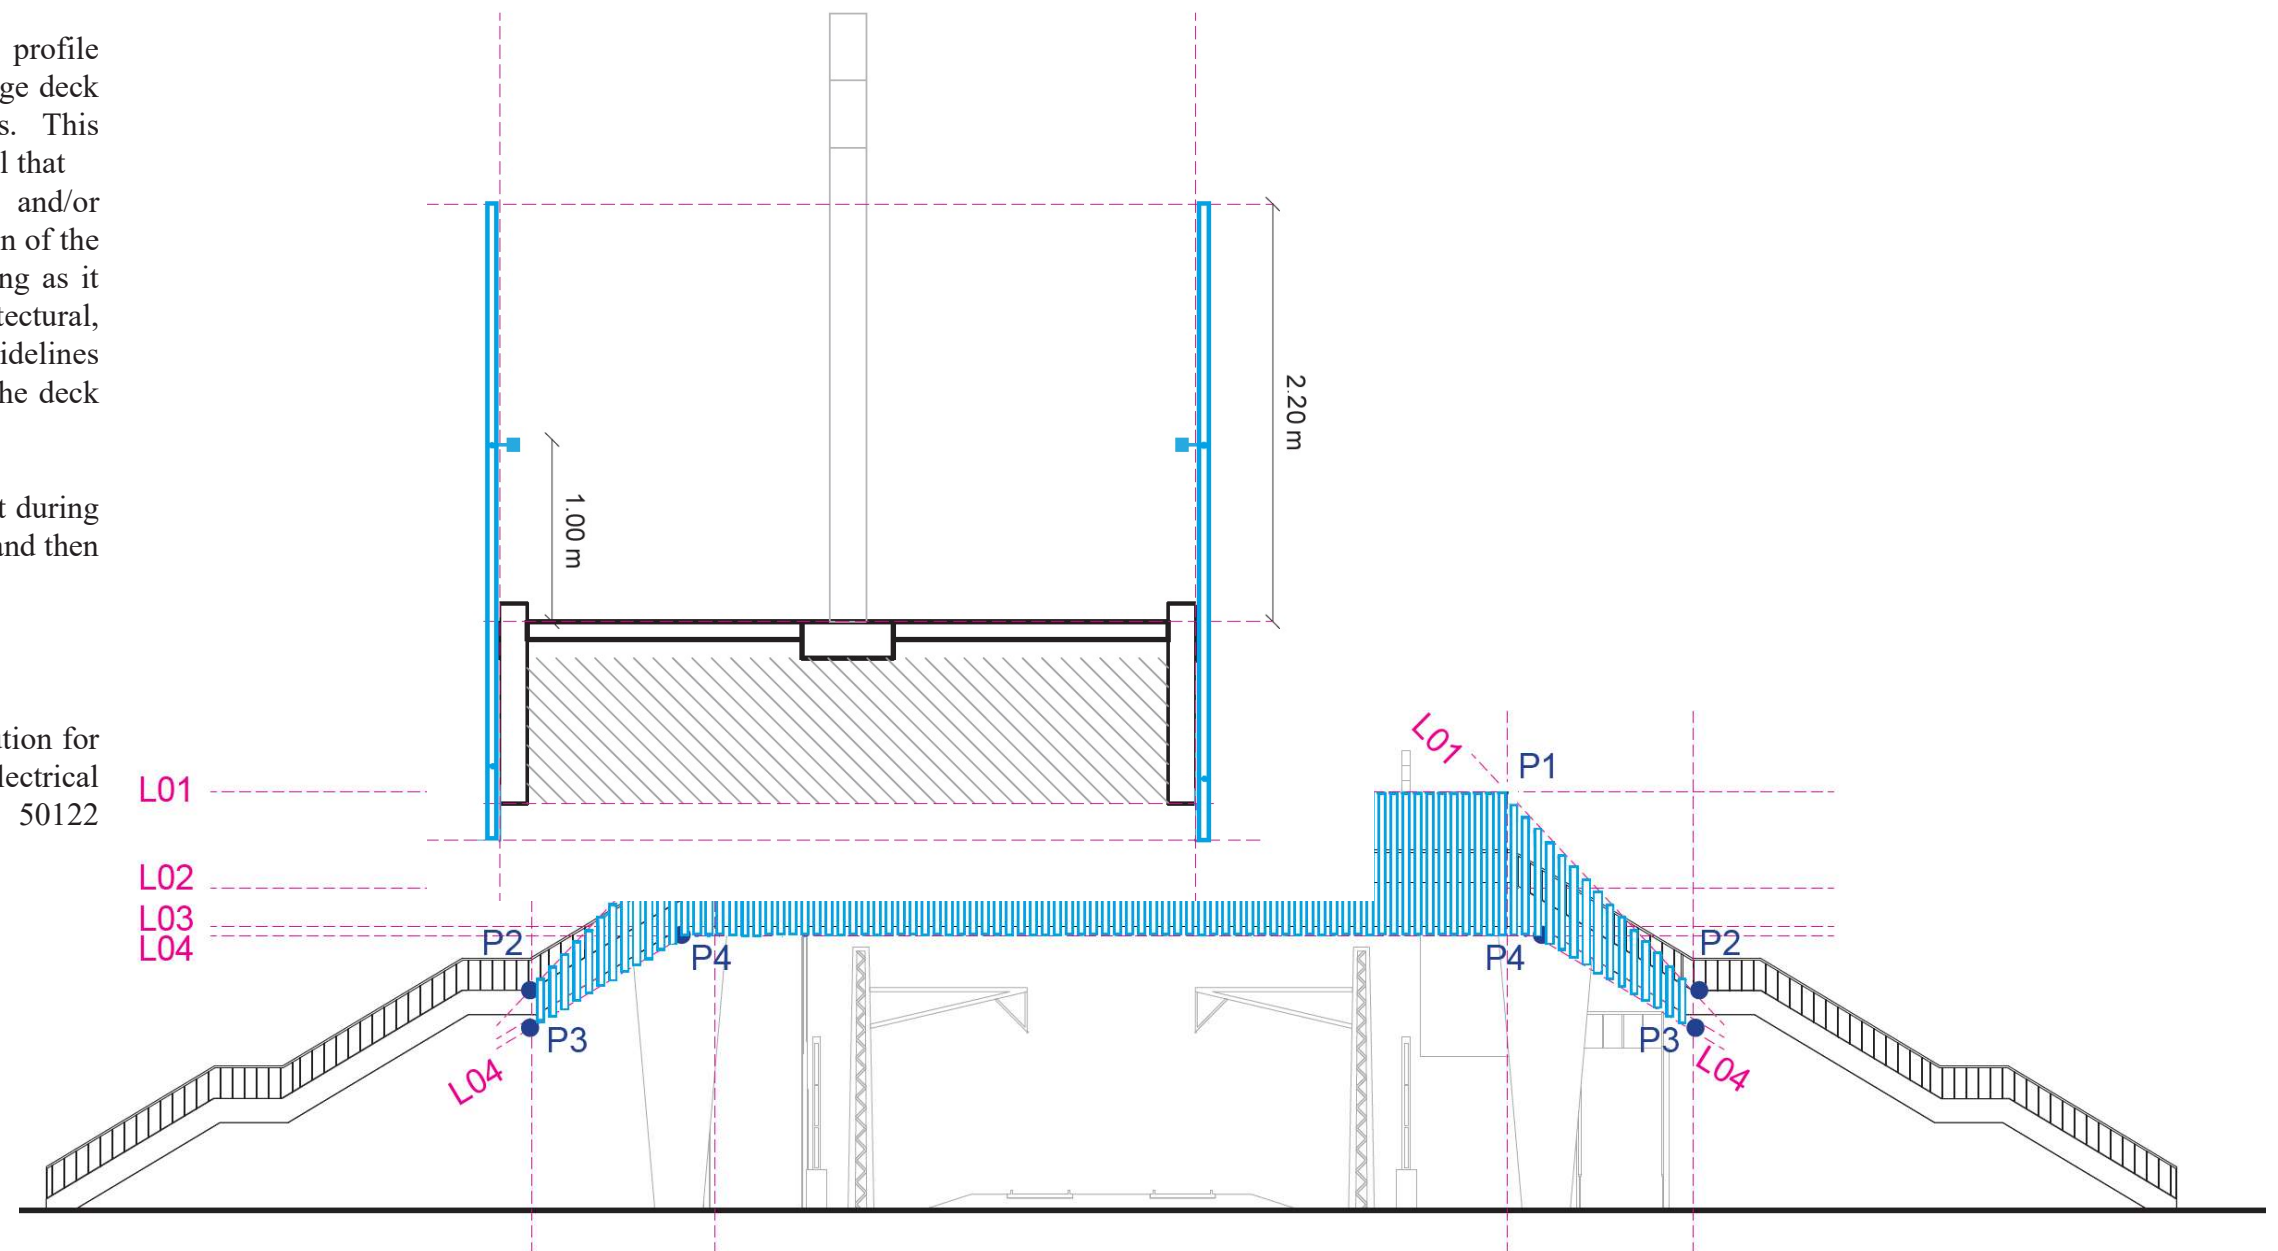 profile
ge deck
s. This
l that
and/or
n of the
ng as it
tectural,
idelines
he deck
t during
and then
ution for
lectrical
50122
2.20 m
1.00 m
L01
L02
L03
L04
L01
P1
P2
P4
P4
P2
P3
P3
L04
L04